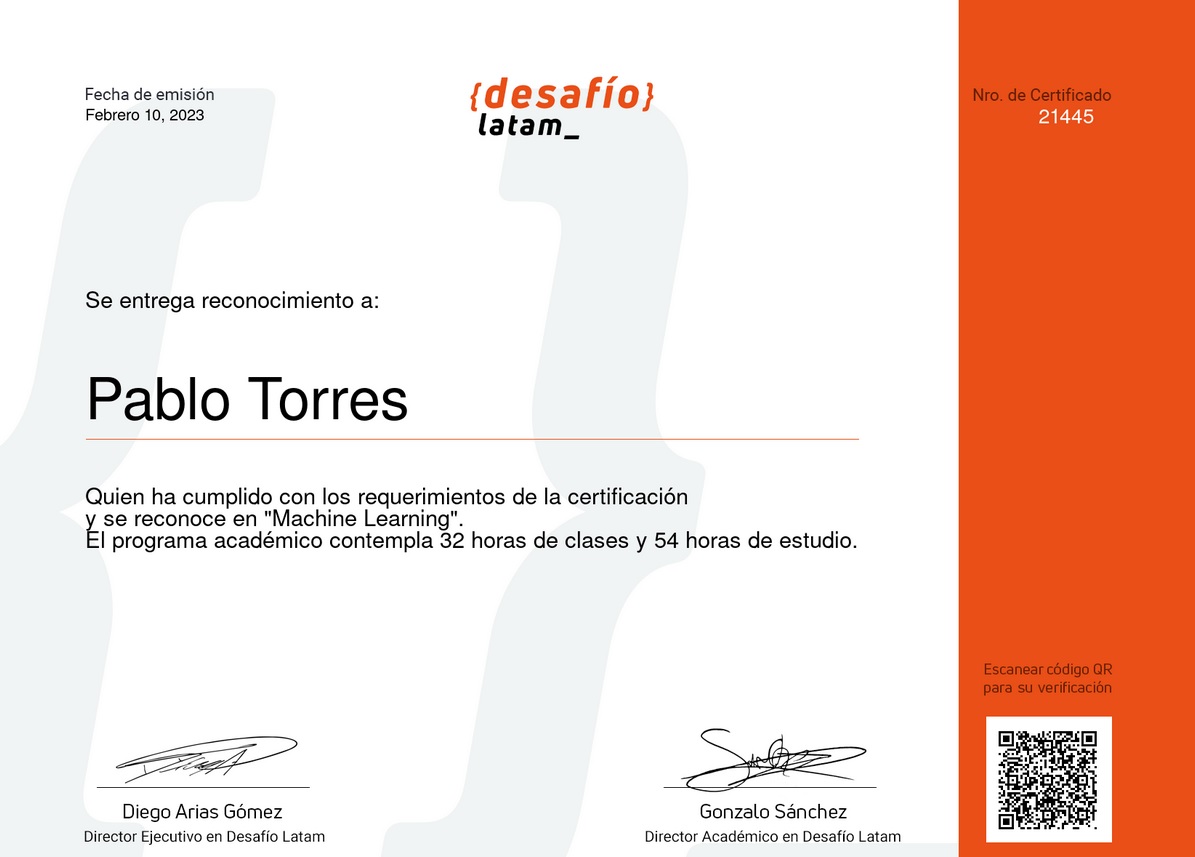 Fecha de emisión
Febrero 10, 2023
{desafío}
latam_
Nro. de Certificado
21445
Se entrega reconocimiento a:
Pablo Torres
Quien ha cumplido con los requerimientos de la certificación
y se reconoce en "Machine Learning".
El programa académico contempla 32 horas de clases y 54 horas de estudio.
Escanear código QR
para su verificación
Diego Arias Gómez
Director Ejecutivo en Desafío Latam
Gonzalo Sánchez
Director Académico en Desafío Latam